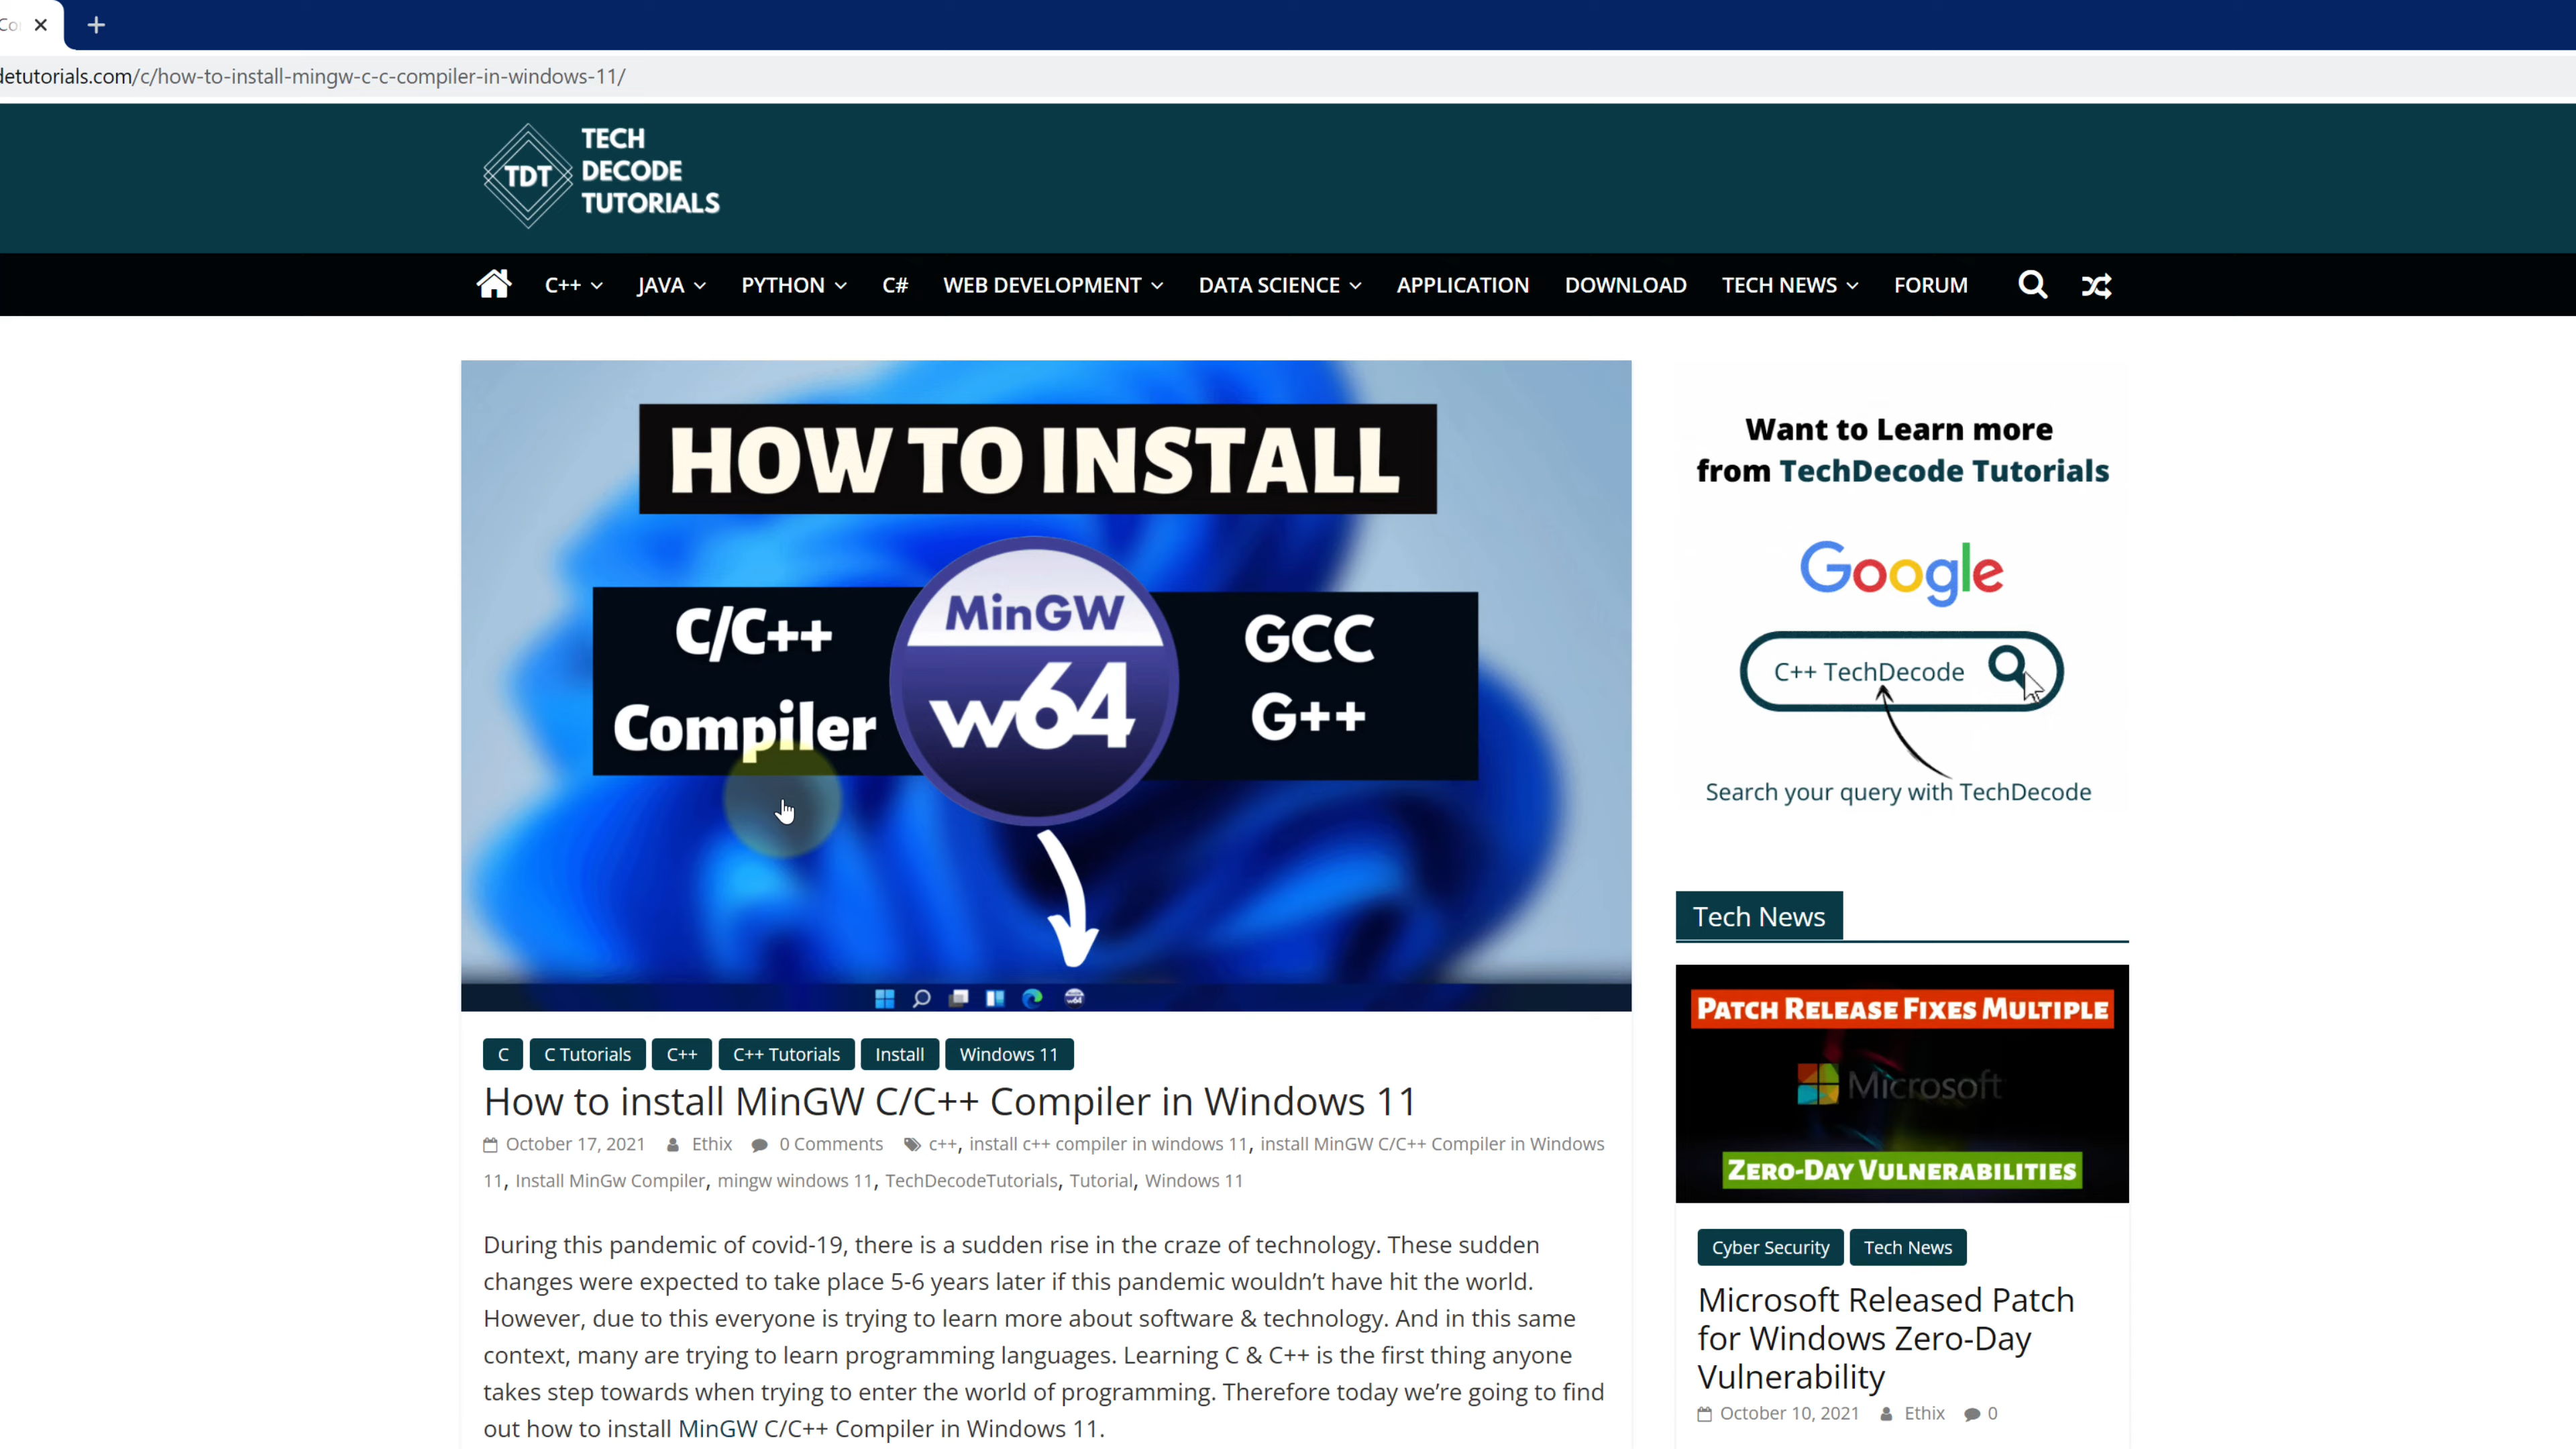 Co
detutorials.com/c/how-to-install-mingw-c-c-compiler-in-windows-11/
TDT
TECH
DECODE
TUTORIALS
C++ JAVA PYTHON C# WEB DEVELOPMENT DATA SCIENCE APPLICATION DOWNLOAD TECH NEWS FORUM
HOW TO INSTALL
C/C++
Compiler
MinGW
w64
GCC
G++
w64
C C Tutorials C++ C++ Tutorials Install Windows 11
How to install MinGW C/C++ Compiler in Windows 11
October 17, 2021 Ethix 0 Comments c++, install c++ compiler in windows 11, install MinGW C/C++ Compiler in Windows
11, Install MinGw Compiler, mingw windows 11, TechDecodeTutorials, Tutorial, Windows 11
During this pandemic of covid-19, there is a sudden rise in the craze of technology. These sudden
changes were expected to take place 5-6 years later if this pandemic wouldn't have hit the world.
However, due to this everyone is trying to learn more about software & technology. And in this same
context, many are trying to learn programming languages. Learning C & C++ is the first thing anyone
takes step towards when trying to enter the world of programming. Therefore today we're going to find
out how to install MinGW C/C++ Compiler in Windows 11.
Want to Learn more
from TechDecode Tutorials
Google
C++ TechDecode
Search your query with TechDecode
Tech News
PATCH RELEASE FIXES MULTIPLE
Microsoft
ZERO-DAY VULNERABILITIES
Cyber Security Tech News
Microsoft Released Patch
for Windows Zero-Day
Vulnerability
October 10, 2021 Ethix 0